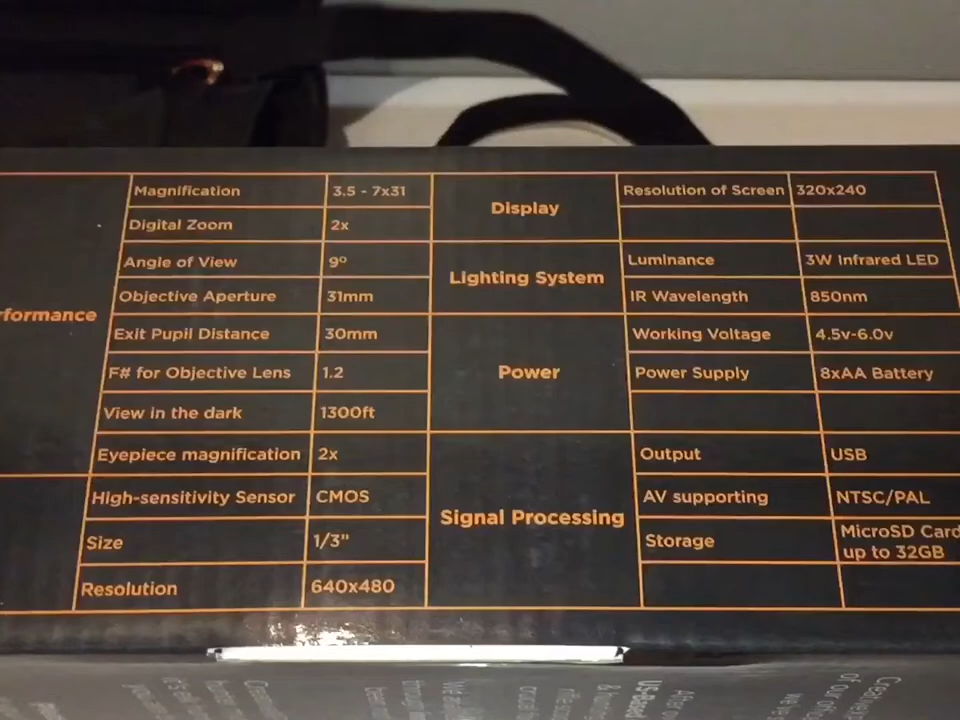 Magnification 3.5 - 7x31 Display Resolution of Screen 320x240
Digital Zoom 2x
Angle of View 9° Lighting System Luminance 3W Infrared LED
Objective Aperture 31mm IR Wavelength 850nm
rformance Exit Pupil Distance 30mm Power Working Voltage 4.5v-6.0v
F# for Objective Lens 1.2 Power Supply 8xAA Battery
View in the dark 1300ft
Eyepiece magnification 2x Signal Processing Output USB
High-sensitivity Sensor CMOS AV supporting NTSC/PAL
Size 1/3" Storage MicroSD Card
up to 32GB
Resolution 640x480
US-Based